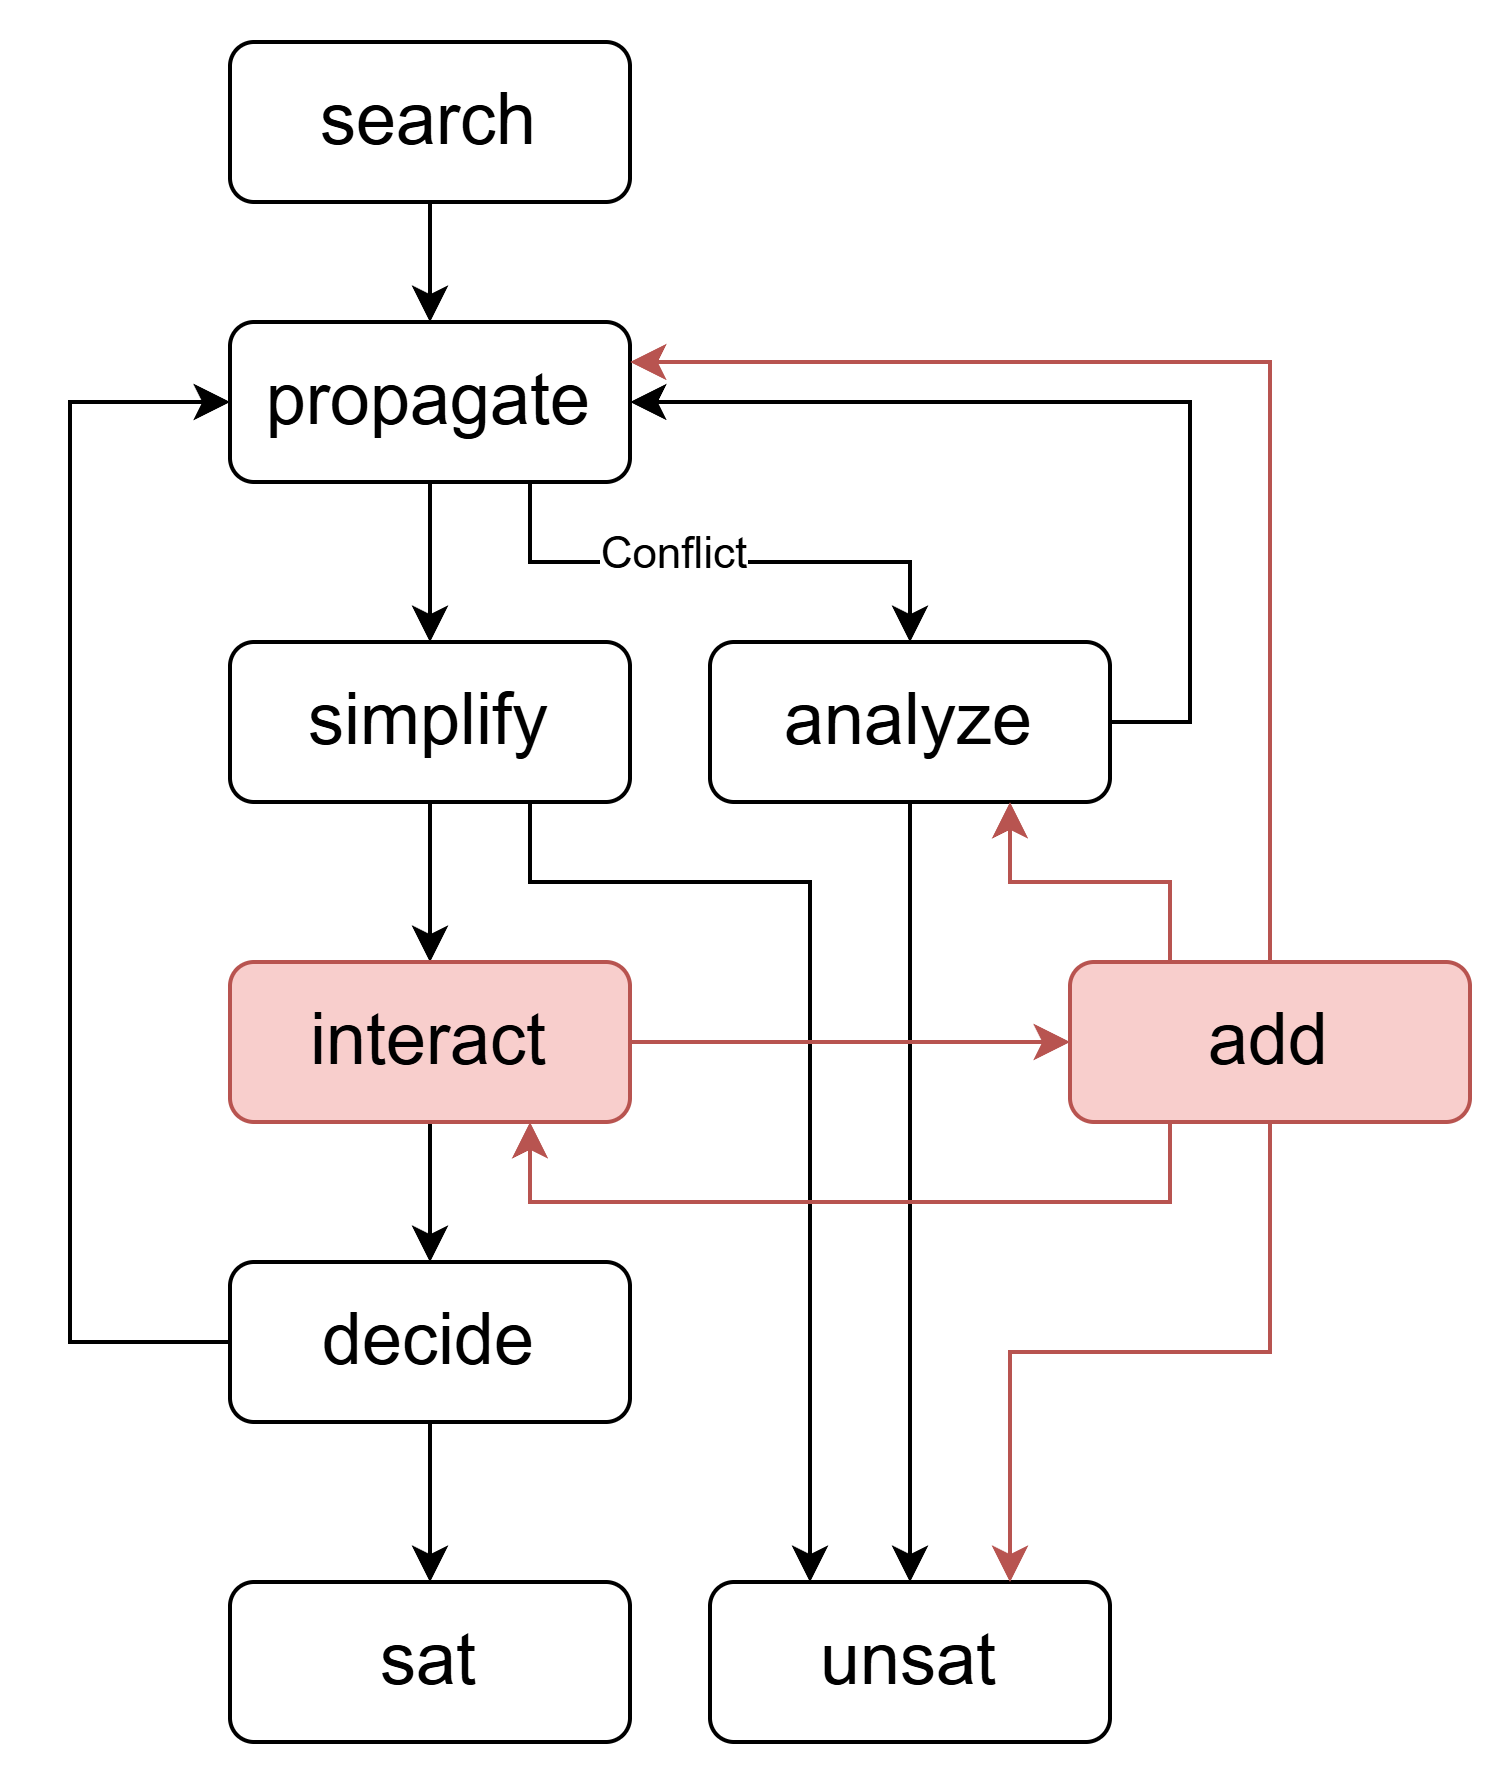 search
propagate
Conflict
simplify
analyze
interact
add
decide
sat
unsat